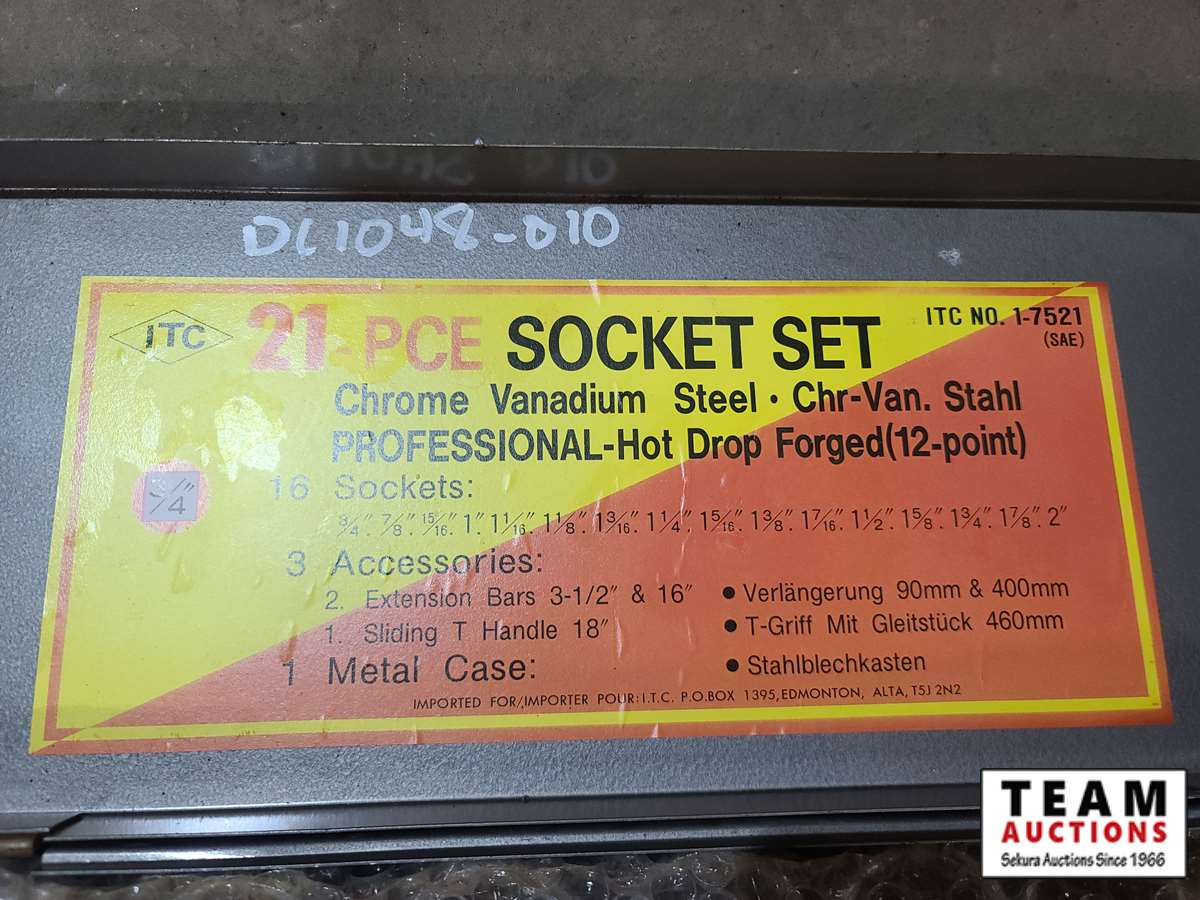 DL1048-010
ITC
21-PCE SOCKET SET
ITC NO. 1-7521
(SAE)
Chrome Vanadium Steel • Chr-Van. Stahl
PROFESSIONAL-Hot Drop Forged(12-point)
3/4"
16 Sockets:
3/4". 7/8". 15/16". 1". 1 1/16". 1 1/8". 1 3/16". 1 1/4". 1 5/16". 1 3/8". 1 7/16". 1 1/2". 1 5/8". 1 3/4". 1 7/8". 2"
3 Accessories:
2. Extension Bars 3-1/2" & 16" • Verlängerung 90mm & 400mm
1. Sliding T Handle 18" • T-Griff Mit Gleitstück 460mm
1 Metal Case: • Stahlblechkasten
IMPORTED FOR/IMPORTER POUR: I.T.C. P.O.BOX 1395, EDMONTON, ALTA, T5J 2N2
TEAM
AUCTIONS
Sekura Auctions Since 1966